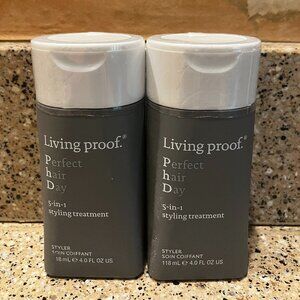 Living proof.®
Perfect
hair
Day
5-in-1
styling treatment
STYLER
SOIN COIFFANT
118 mL ℮ 4.0 FL OZ US
Living proof.®
Perfect
hair
Day
5-in-1
styling treatment
STYLER
SOIN COIFFANT
118 mL ℮ 4.0 FL OZ US